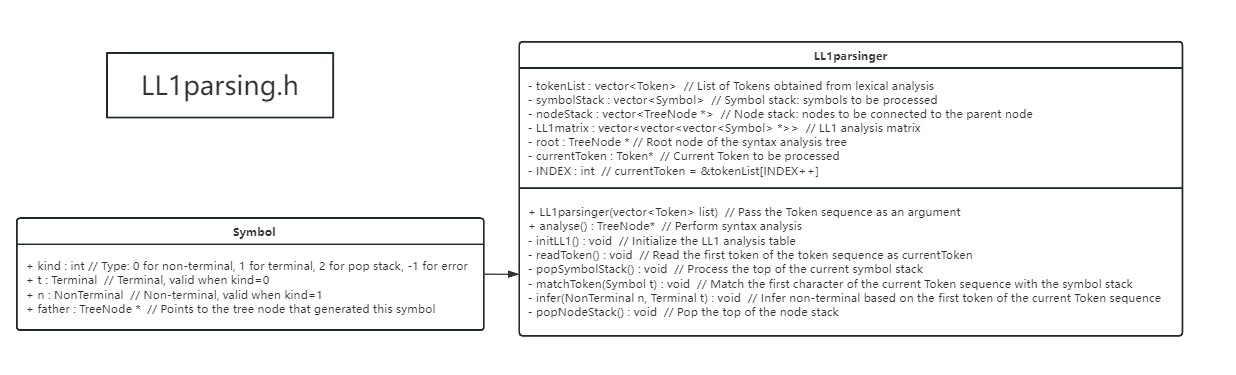 LL1parsing.h
Symbol
+ kind : int // Type: 0 for non-terminal, 1 for terminal, 2 for pop stack, -1 for error
+ t : Terminal // Terminal, valid when kind=0
+ n : NonTerminal // Non-terminal, valid when kind=1
+ father : TreeNode * // Points to the tree node that generated this symbol
LL1parsinger
- tokenList : vector<Token> // List of Tokens obtained from lexical analysis
- symbolStack : vector<Symbol> // Symbol stack: symbols to be processed
- nodeStack : vector<TreeNode *> // Node stack: nodes to be connected to the parent node
- LL1matrix : vector<vector<vector<Symbol> *>> // LL1 analysis matrix
- root : TreeNode * // Root node of the syntax analysis tree
- currentToken : Token* // Current Token to be processed
- INDEX : int // currentToken = &tokenList[INDEX++]
+ LL1parsinger(vector<Token> list) // Pass the Token sequence as an argument
+ analyse() : TreeNode* // Perform syntax analysis
- initLL1() : void // Initialize the LL1 analysis table
- readToken() : void // Read the first token of the token sequence as currentToken
- popSymbolStack() : void // Process the top of the current symbol stack
- matchToken(Symbol t) : void // Match the first character of the current Token sequence with the symbol stack
- infer(NonTerminal n, Terminal t) : void // Infer non-terminal based on the first token of the current Token sequence
- popNodeStack() : void // Pop the top of the node stack